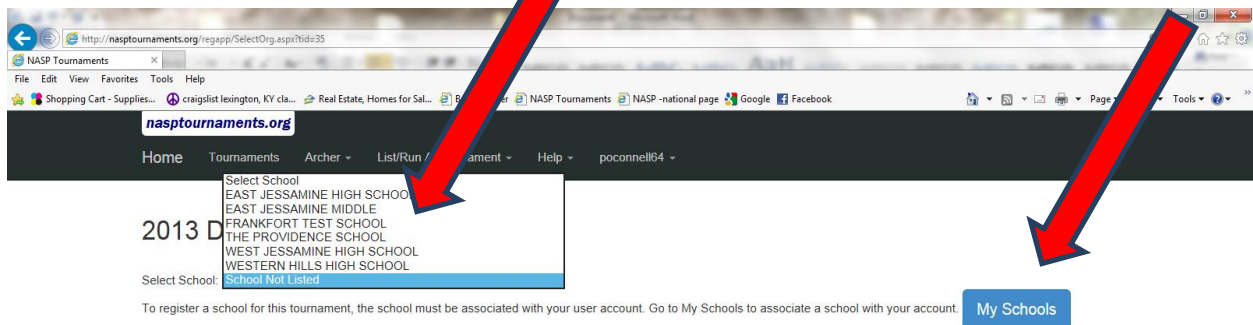 http://nasptournaments.org/regapp/SelectOrg.aspx?tid=35
NASP Tournaments
File Edit View Favorites Tools Help
Shopping Cart - Supplies... craigslist lexington, KY cla... Real Estate, Homes for Sal... NASP Tournaments NASP -national page Google Facebook Page Tools
nasptournaments.org
Home Tournaments Archer List/Run Help poconnell64
Select School
EAST JESSAMINE HIGH SCHOOL
EAST JESSAMINE MIDDLE
FRANKFORT TEST SCHOOL
THE PROVIDENCE SCHOOL
WEST JESSAMINE HIGH SCHOOL
WESTERN HILLS HIGH SCHOOL
2013 D
Select School: School Not Listed
To register a school for this tournament, the school must be associated with your user account. Go to My Schools to associate a school with your account. My Schools